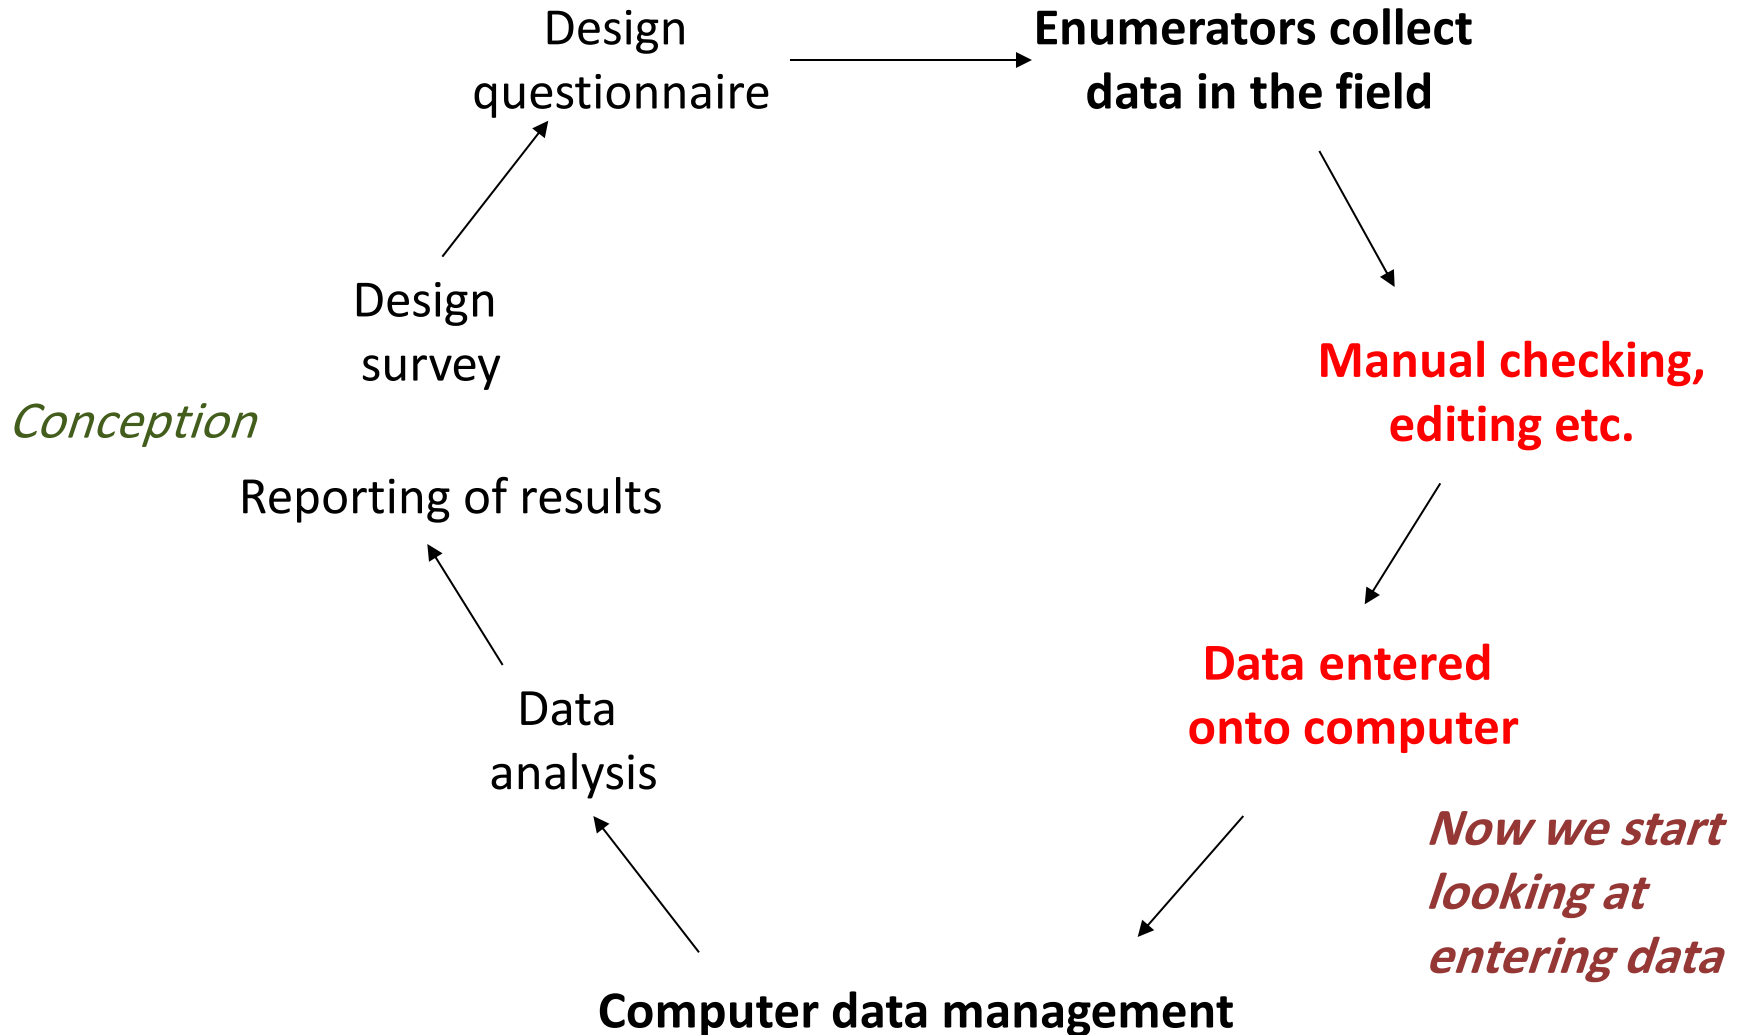 Design
questionnaire
Enumerators collect
data in the field
Design
survey
Manual checking,
editing etc.
Conception
Reporting of results
Data entered
onto computer
Data
analysis
Now we start
looking at
entering data
Computer data management